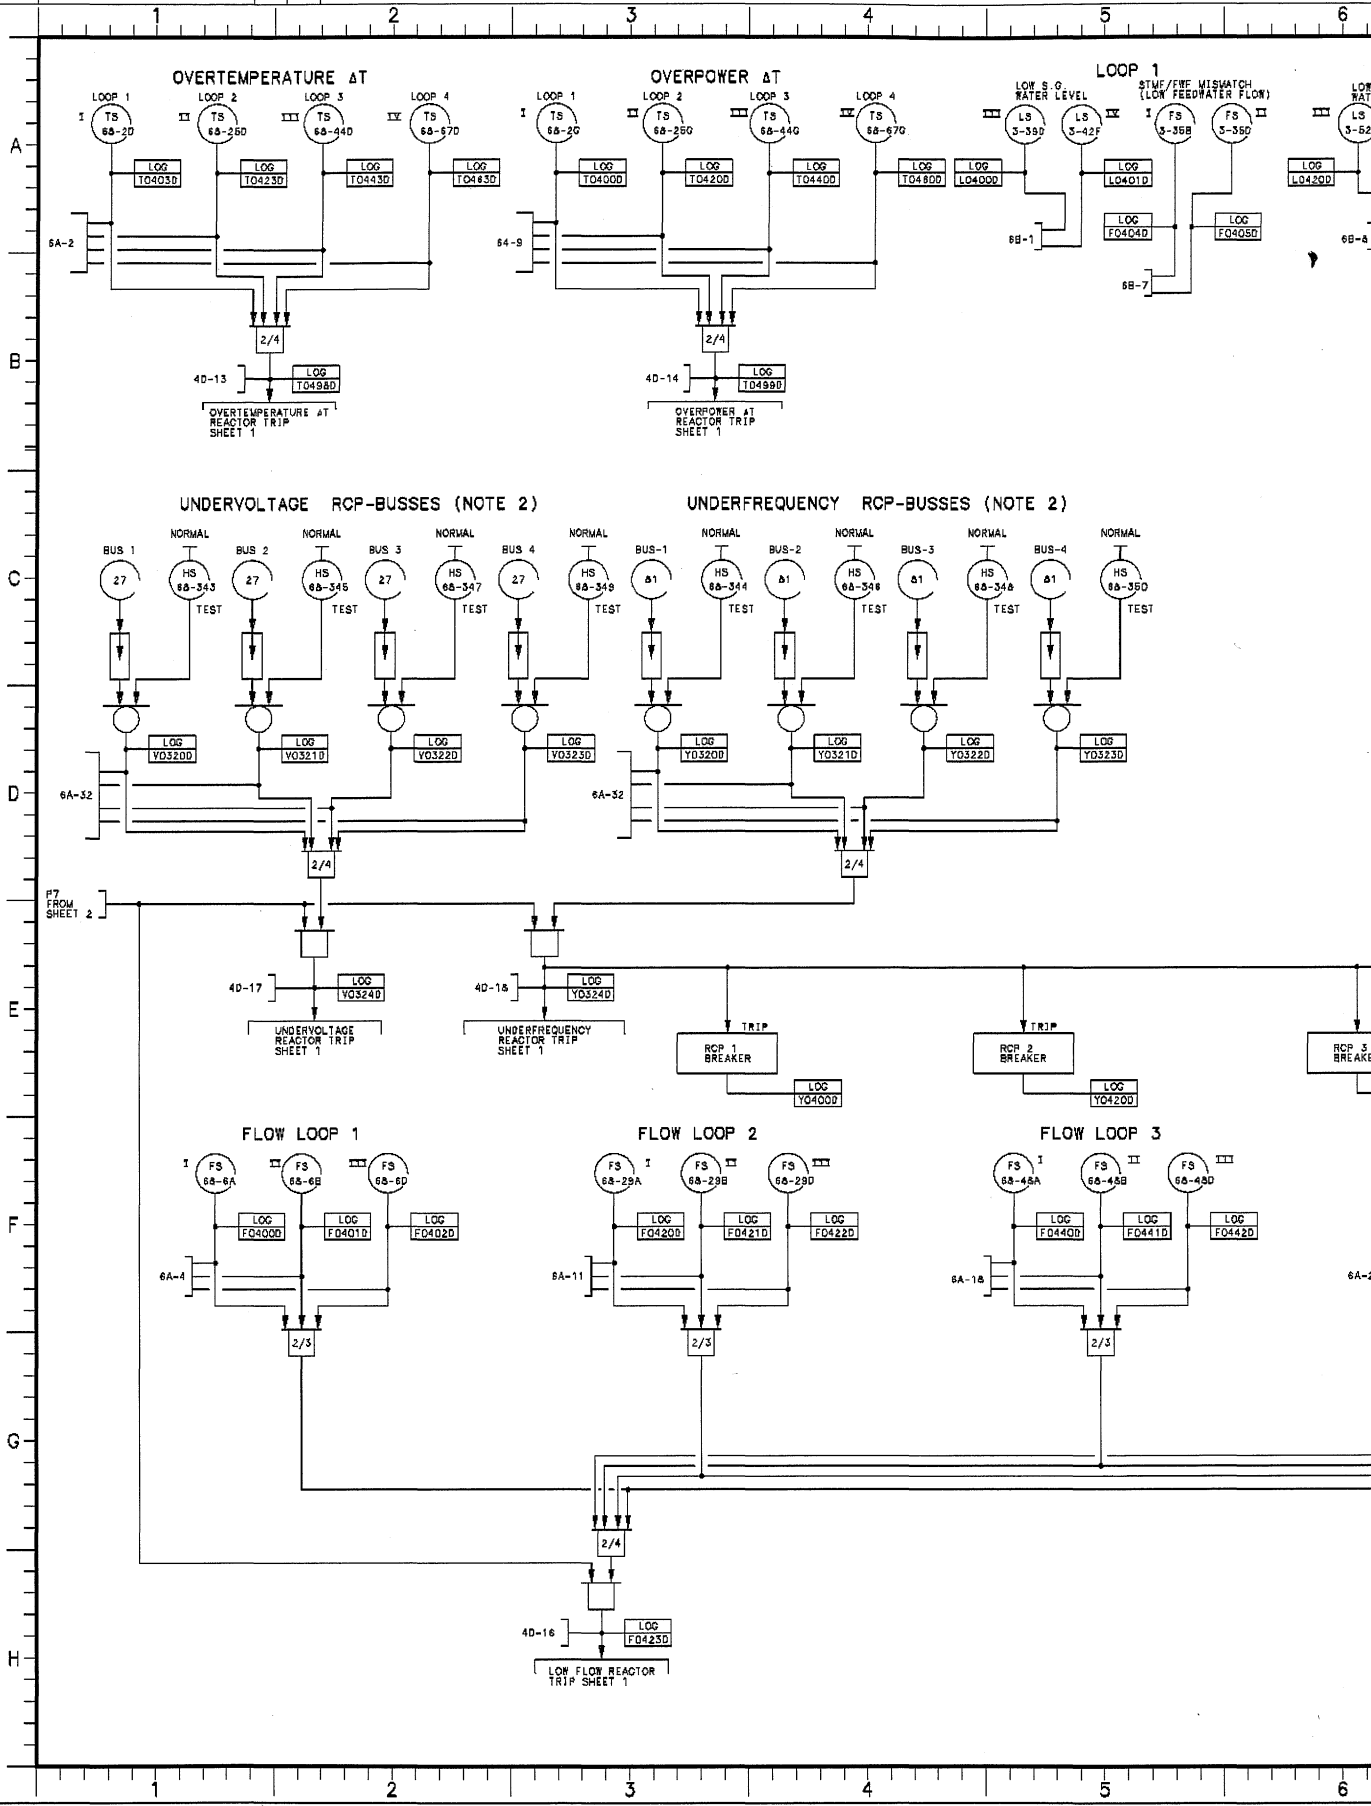 1 2 3 4 5 6
OVERTEMPERATURE ΔT
LOOP 1 LOOP 2 LOOP 3 LOOP 4
I II III IV
TS TS TS TS
68-2D 68-25D 68-44D 68-67D
LOG LOG LOG LOG
T0403D T0423D T0443D T0463D
6A-2
2/4
4D-13
LOG
T0498D
OVERTEMPERATURE ΔT
REACTOR TRIP
SHEET 1
OVERPOWER ΔT
LOOP 1 LOOP 2 LOOP 3 LOOP 4
I II III IV
TS TS TS TS
68-2G 68-25G 68-44G 68-67G
LOG LOG LOG LOG
T0400D T0420D T0440D T0460D
64-9
2/4
4D-14
LOG
T0499D
OVERPOWER ΔT
REACTOR TRIP
SHEET 1
LOOP 1
LOW S.G.
WATER LEVEL
STMF/FWF MISMATCH
(LOW FEEDWATER FLOW)
III IV I II III
LS LS FS FS LS
3-39D 3-42F 3-35B 3-35D 3-52
LOG LOG LOG
L0400D L0401D L0420D
LOG LOG
F0404D F0405D
6B-1
6B-7
6B-8
A
B
UNDERVOLTAGE RCP-BUSSES (NOTE 2)
NORMAL NORMAL NORMAL NORMAL
BUS 1 BUS 2 BUS 3 BUS 4
27 HS 27 HS 27 HS 27 HS
68-343 68-345 68-347 68-349
TEST TEST TEST TEST
LOG LOG LOG LOG
V0320D V0321D V0322D V0323D
6A-32
2/4
UNDERFREQUENCY RCP-BUSSES (NOTE 2)
NORMAL NORMAL NORMAL NORMAL
BUS-1 BUS-2 BUS-3 BUS-4
81 HS 81 HS 81 HS 81 HS
68-344 68-346 68-348 68-350
TEST TEST TEST TEST
LOG LOG LOG LOG
Y0320D Y0321D Y0322D Y0323D
6A-32
2/4
C
D
P7
FROM
SHEET 2
4D-17
LOG
V0324D
UNDERVOLTAGE
REACTOR TRIP
SHEET 1
4D-18
LOG
Y0324D
UNDERFREQUENCY
REACTOR TRIP
SHEET 1
TRIP
RCP 1
BREAKER
LOG
Y0400D
TRIP
RCP 2
BREAKER
LOG
Y0420D
RCP 3
E
FLOW LOOP 1
I II III
FS FS FS
68-6A 68-6B 68-6D
LOG LOG LOG
F0400D F0401D F0402D
6A-4
2/3
FLOW LOOP 2
I II III
FS FS FS
68-29A 68-29B 68-29D
LOG LOG LOG
F0420D F0421D F0422D
6A-11
2/3
FLOW LOOP 3
I II III
FS FS FS
68-48A 68-48B 68-48D
LOG LOG LOG
F0440D F0441D F0442D
6A-18
2/3
F
G
2/4
4D-16
LOG
F0423D
LOW FLOW REACTOR
TRIP SHEET 1
H
1 2 3 4 5 6